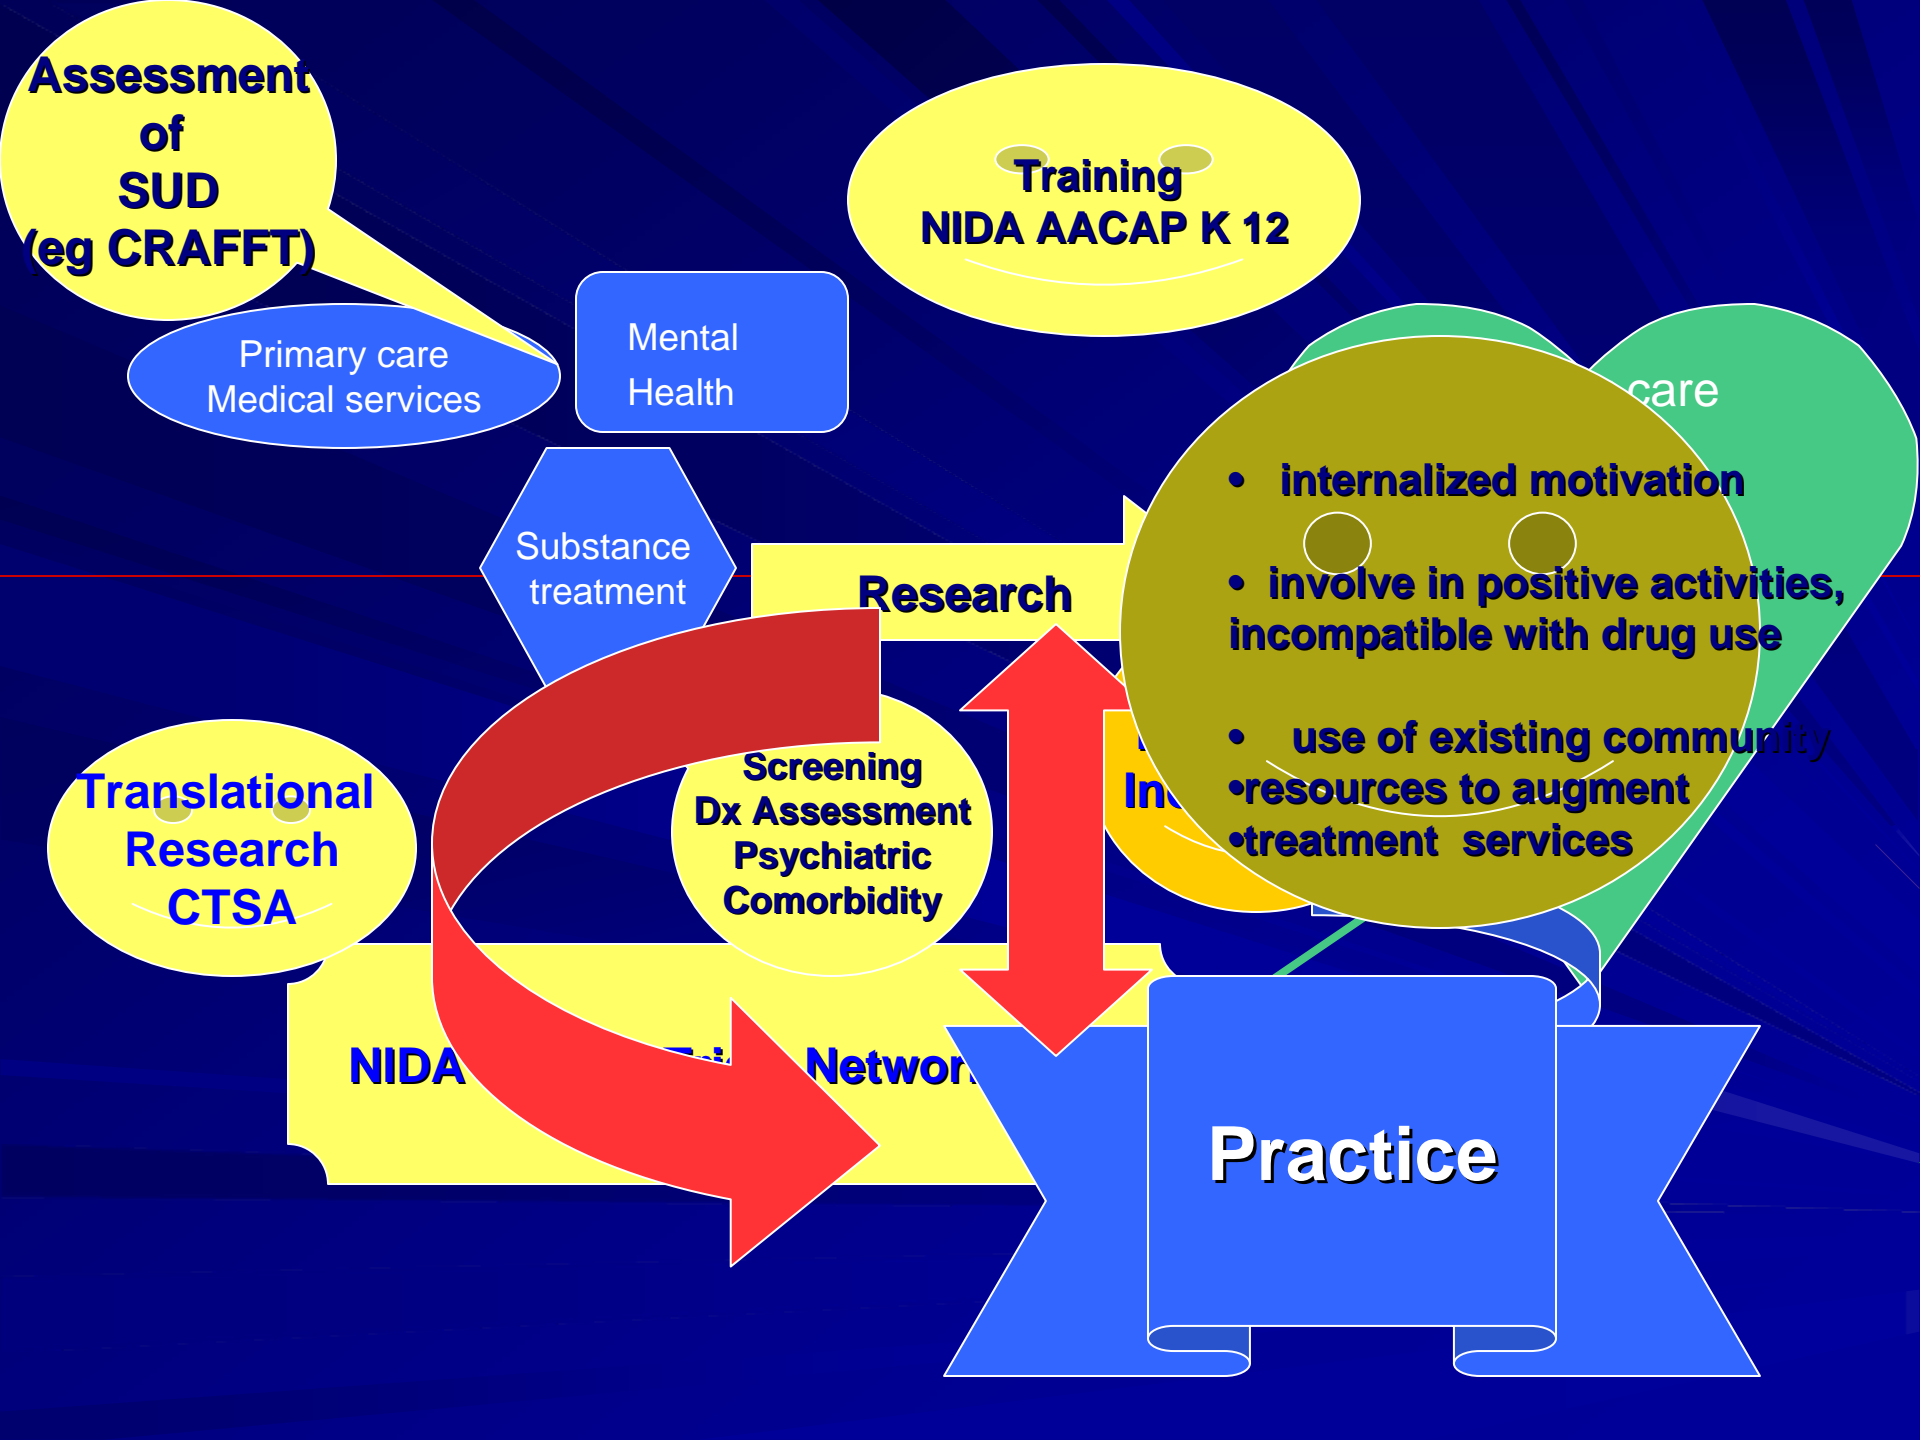 Assessment
of
SUD
(eg CRAFFT)
Training
NIDA AACAP K 12
Primary care
Medical services
Mental
Health
care
Substance
treatment
Research
• internalized motivation
• involve in positive activities,
incompatible with drug use
• use of existing community
•resources to augment
•treatment services
Translational
Research
CTSA
Screening
Dx Assessment
Psychiatric
Comorbidity
NIDA
Practice